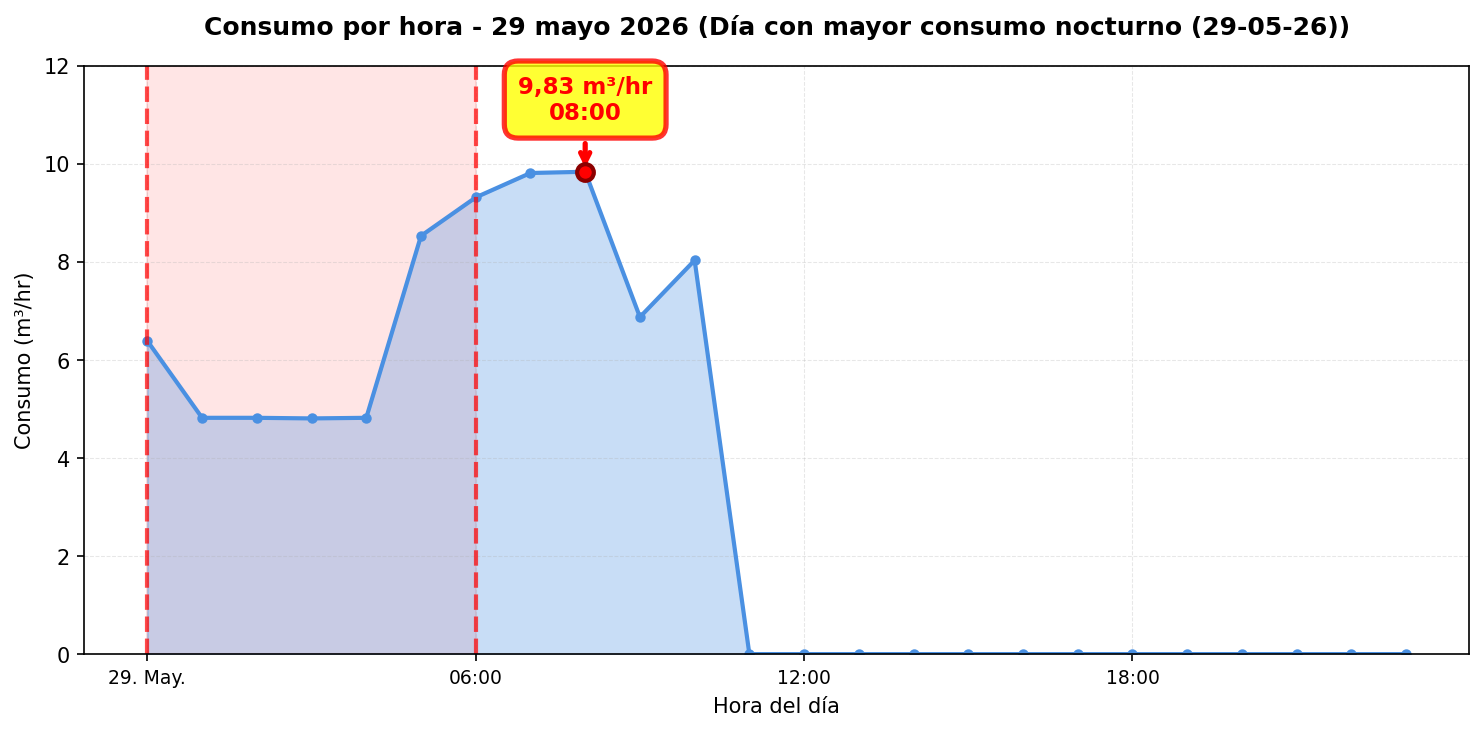 Consumo por hora - 29 mayo 2026 (Día con mayor consumo nocturno (29-05-26))
9,83 m³/hr
08:00
Consumo (m³/hr)
12
10
8
6
4
2
0
29. May.
06:00
12:00
18:00
Hora del día